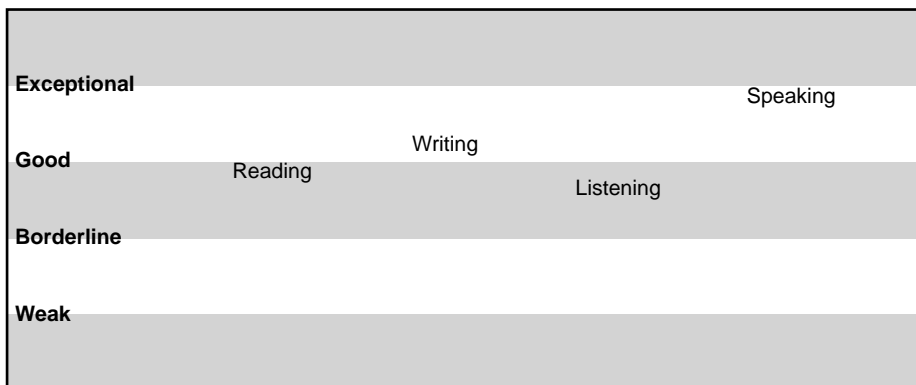 Exceptional
Speaking
Writing
Good
Reading
Listening
Borderline
Weak